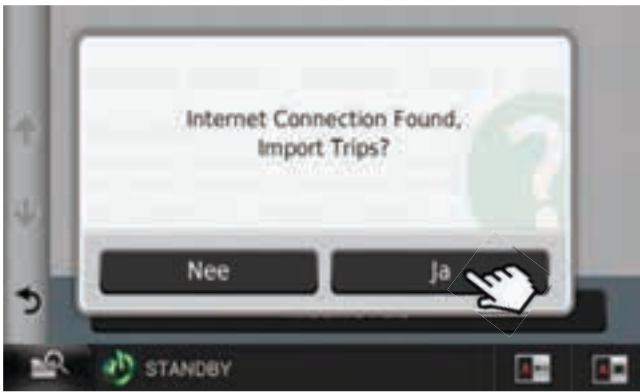 Internet Connection Found,
Import Trips?
Nee
Ja
STANDBY